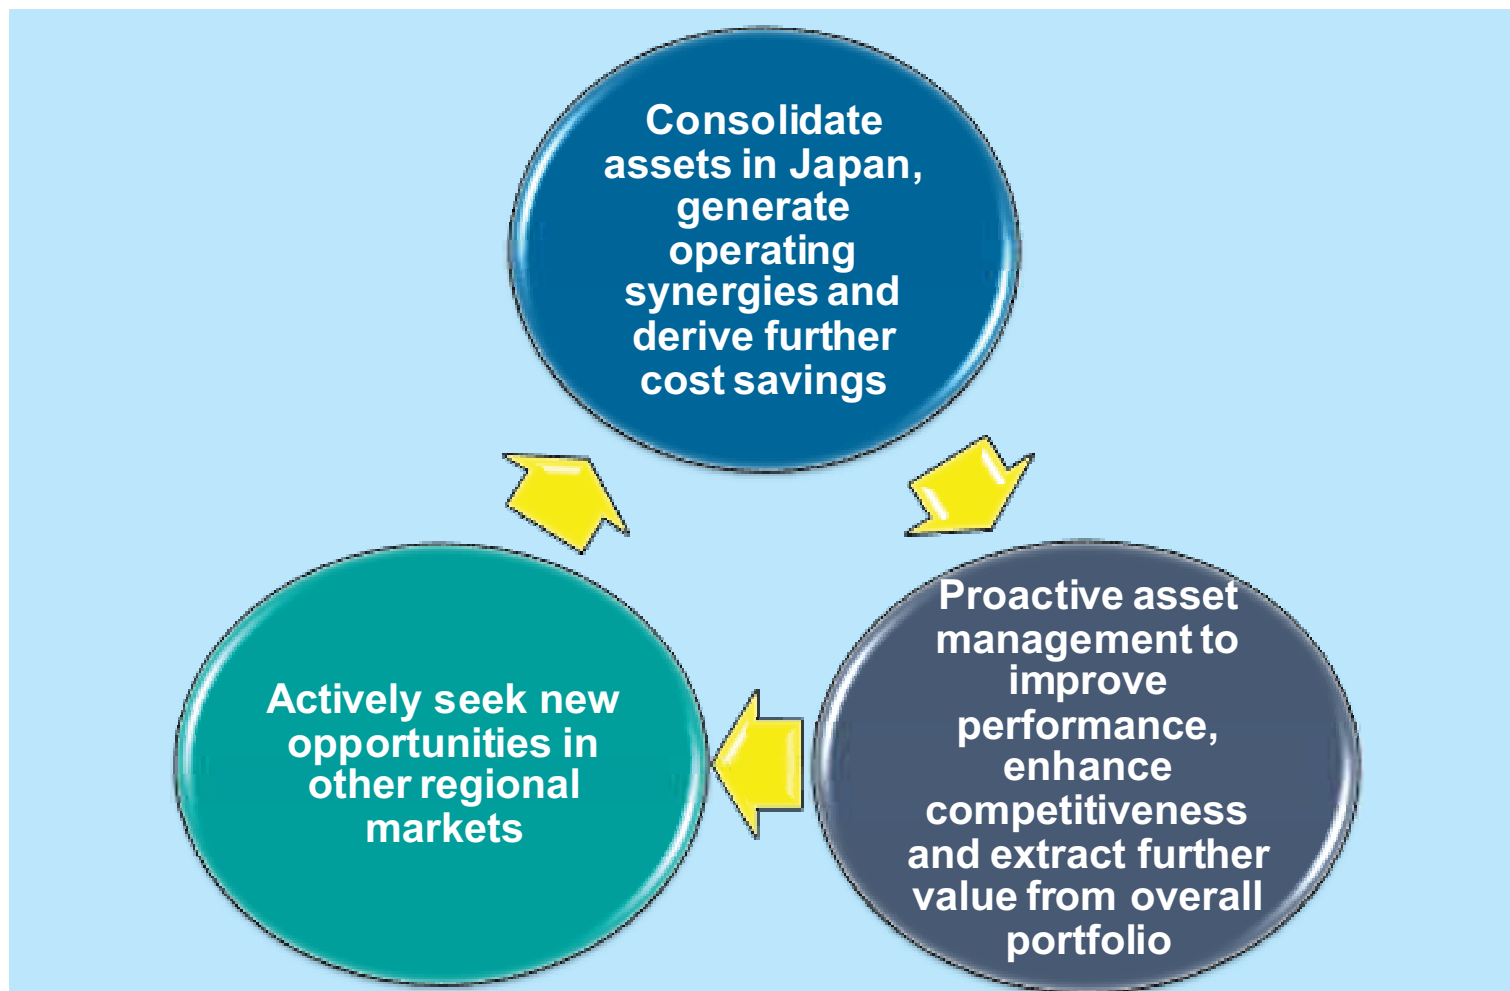 Consolidate
assets in Japan,
generate
operating
synergies and
derive further
cost savings
Proactive asset
management to
improve
performance,
enhance
competitiveness
and extract further
value from overall
portfolio
Actively seek new
opportunities in
other regional
markets